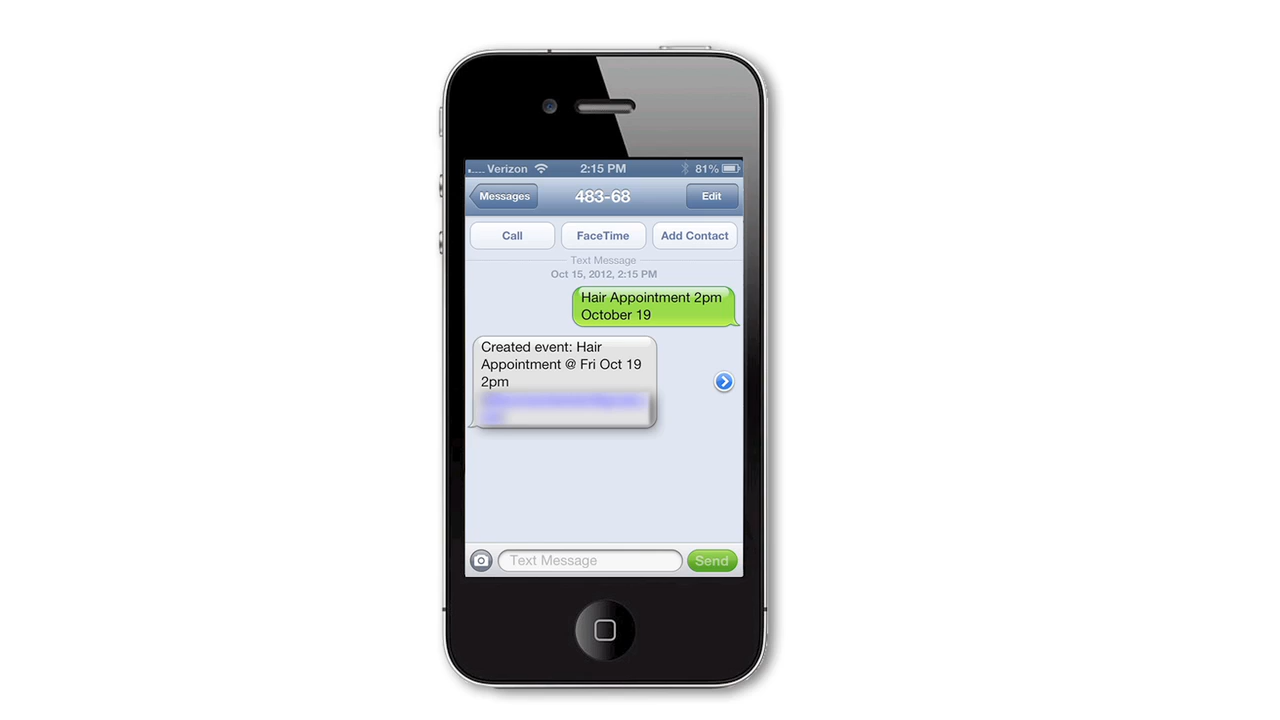 Verizon 2:15 PM 81%
Messages 483-68 Edit
Call FaceTime Add Contact
Text Message
Oct 15, 2012, 2:15 PM
Hair Appointment 2pm
October 19
Created event: Hair
Appointment @ Fri Oct 19
2pm
Text Message Send